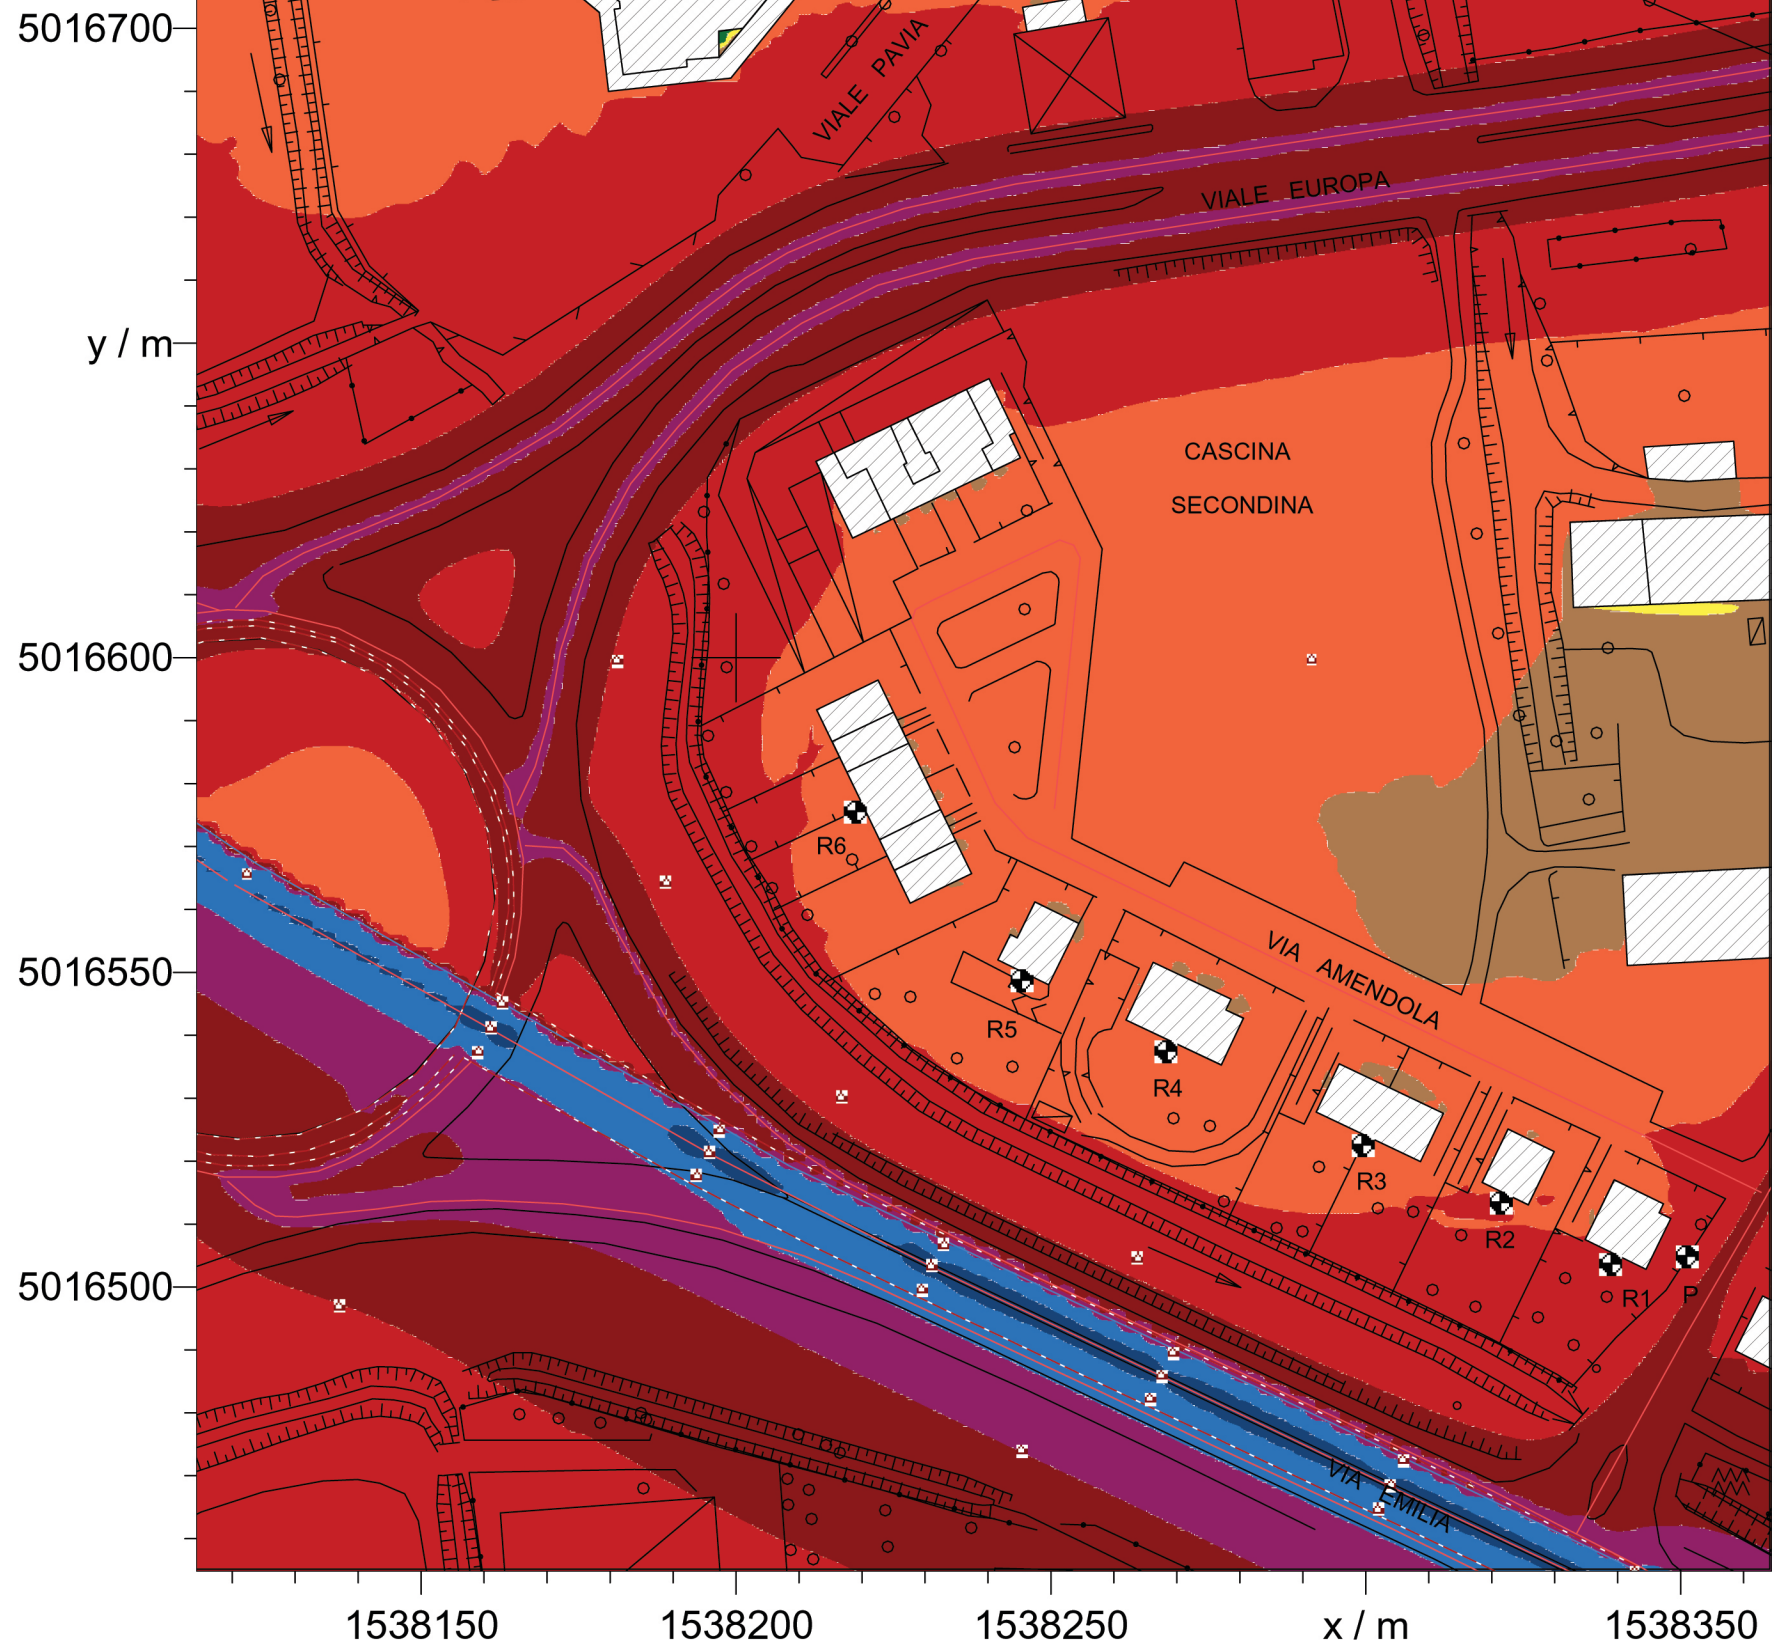 5016700
VIALE PAVIA
VIALE EUROPA
y / m
CASCINA
SECONDINA
5016600
R6
VIA AMENDOLA
5016550
R5
R4
R3
R2
R1
P
5016500
VIA EMILIA
1538150
1538200
1538250
x / m
1538350